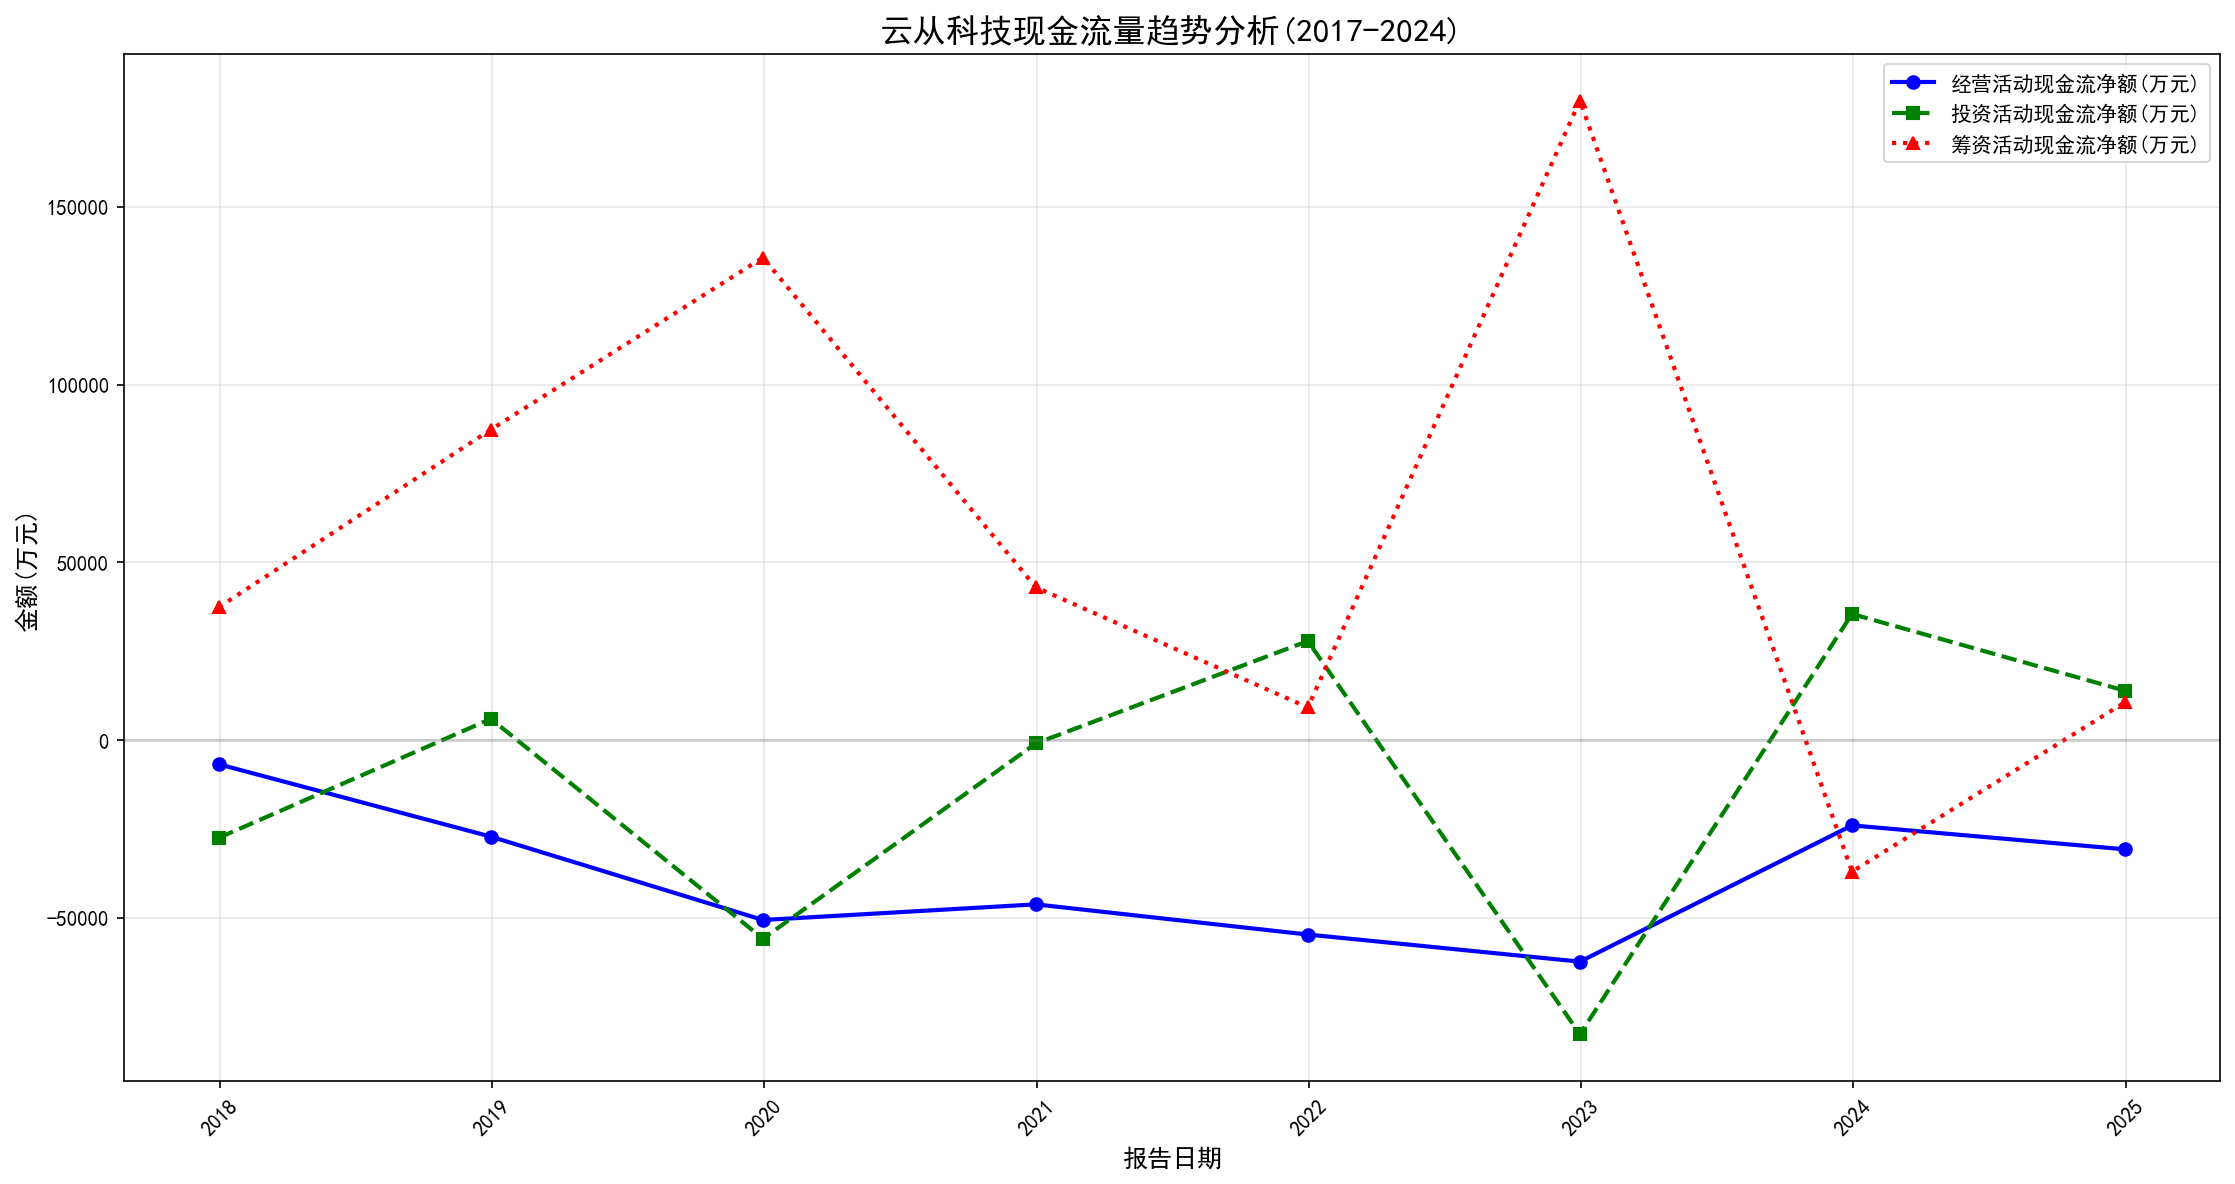 云从科技现金流量趋势分析(2017-2024)
经营活动现金流净额(万元)
投资活动现金流净额(万元)
筹资活动现金流净额(万元)
金额(万元)
150000
100000
50000
0
-50000
2018
2019
2020
2021
2022
2023
2024
2025
报告日期